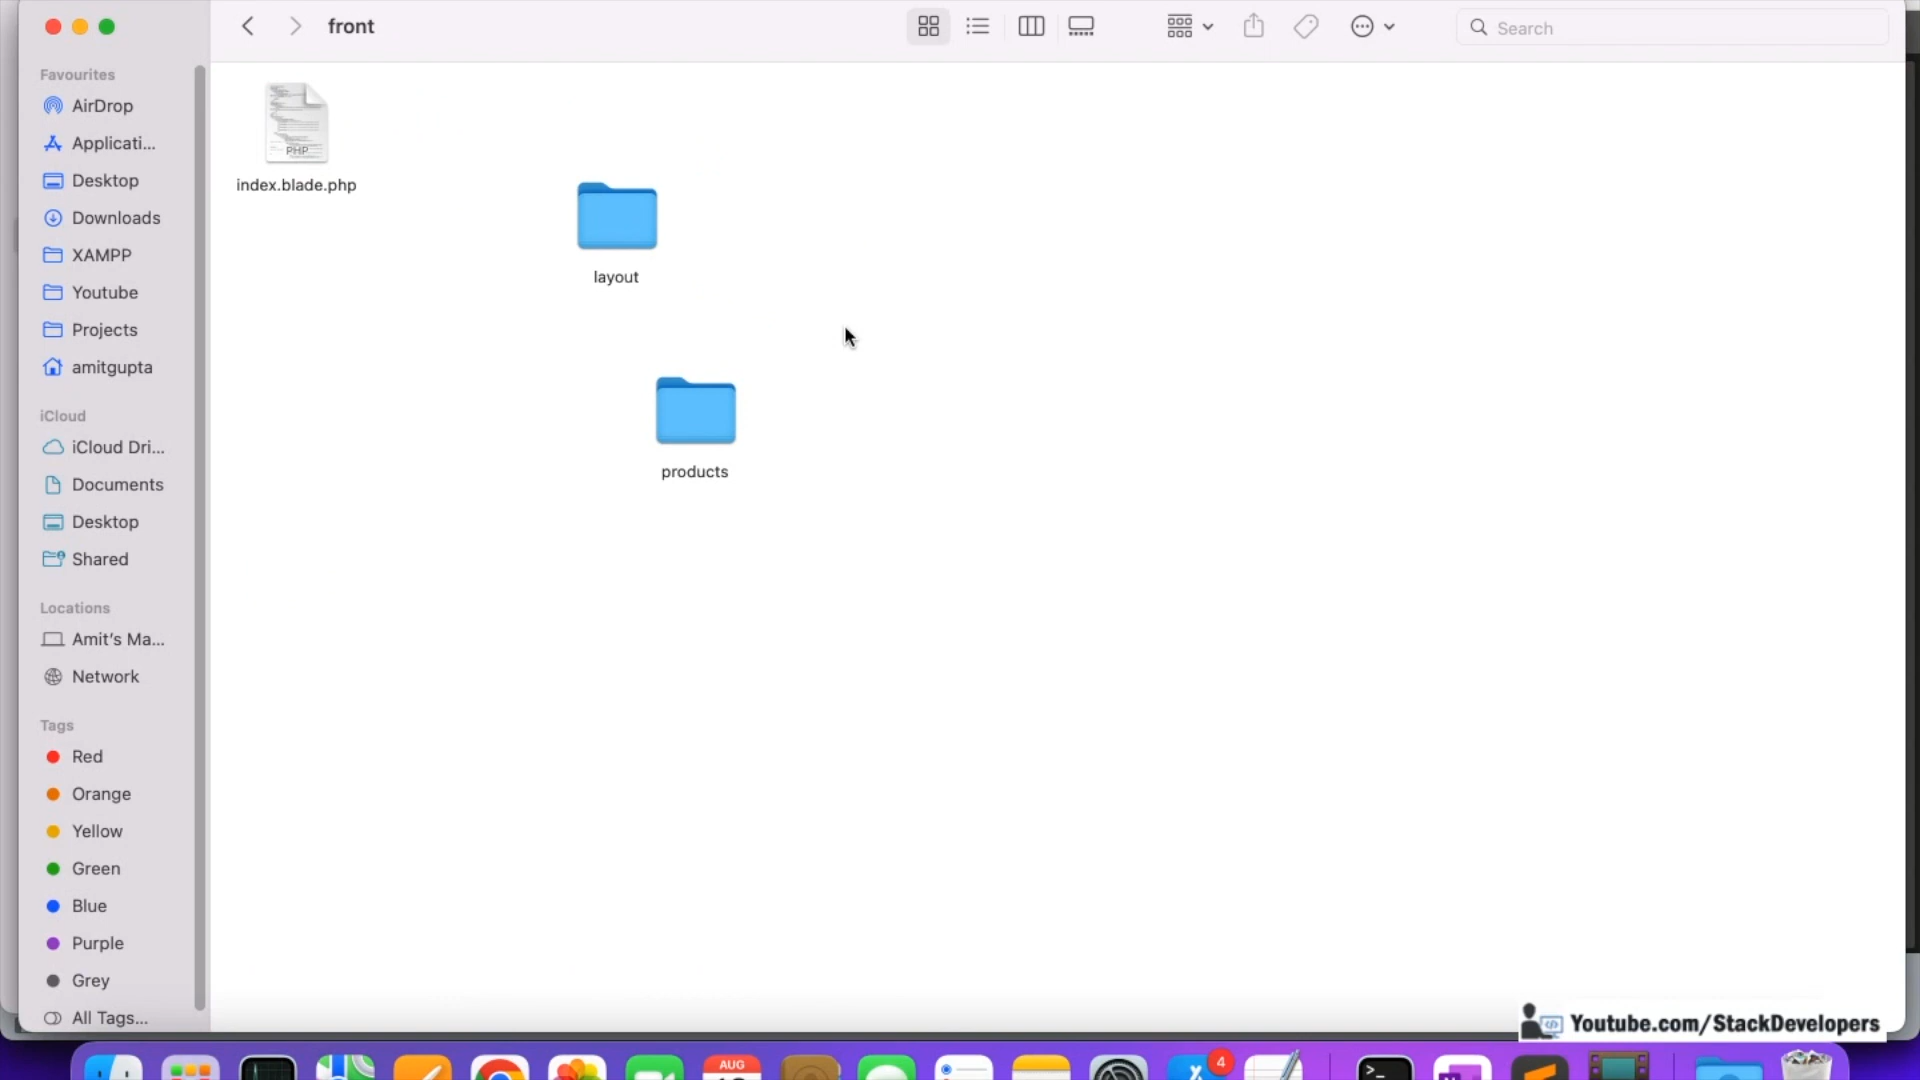 front
Search
Favourites
AirDrop
Applicati...
Desktop
Downloads
XAMPP
Youtube
Projects
amitgupta
iCloud
iCloud Dri...
Documents
Desktop
Shared
Locations
Amit's Ma...
Network
Tags
Red
Orange
Yellow
Green
Blue
Purple
Grey
All Tags...
PHP
index.blade.php
layout
products
Youtube.com/StackDevelopers
AUG
4